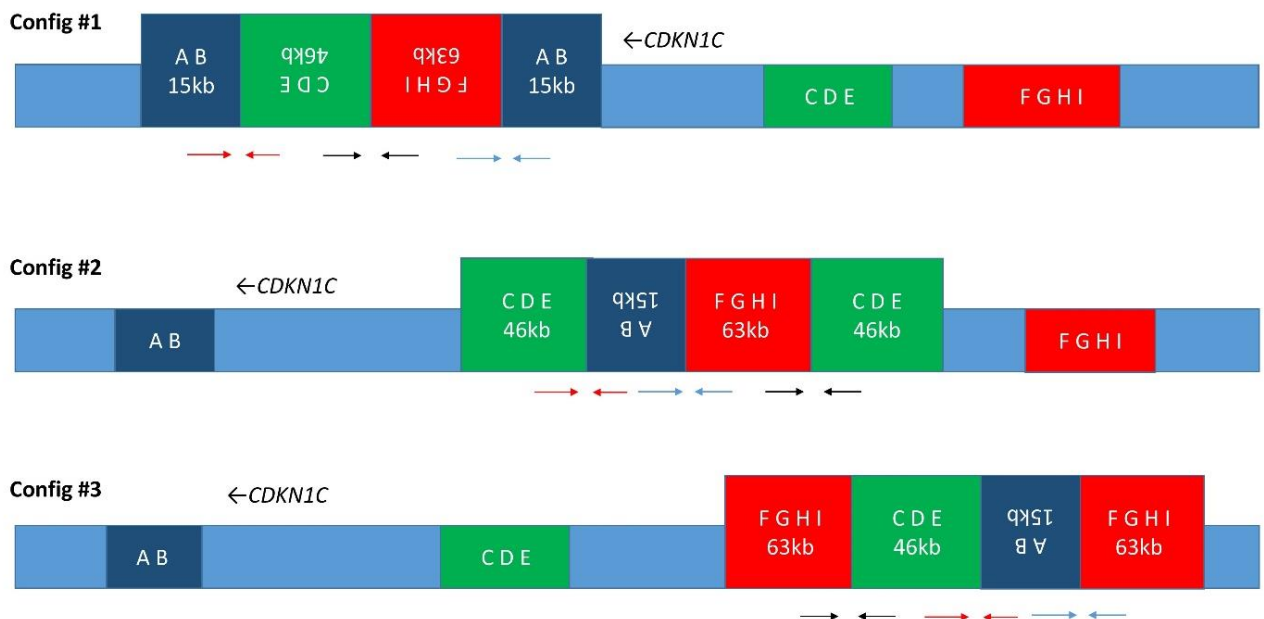 Config #1
←CDKN1C
A B
15kb
C D E
46kb
F G H I
63kb
A B
15kb
C D E
F G H I
Config #2
←CDKN1C
A B
C D E
46kb
A B
15kb
F G H I
63kb
C D E
46kb
F G H I
Config #3
←CDKN1C
A B
C D E
F G H I
63kb
C D E
46kb
A B
15kb
F G H I
63kb